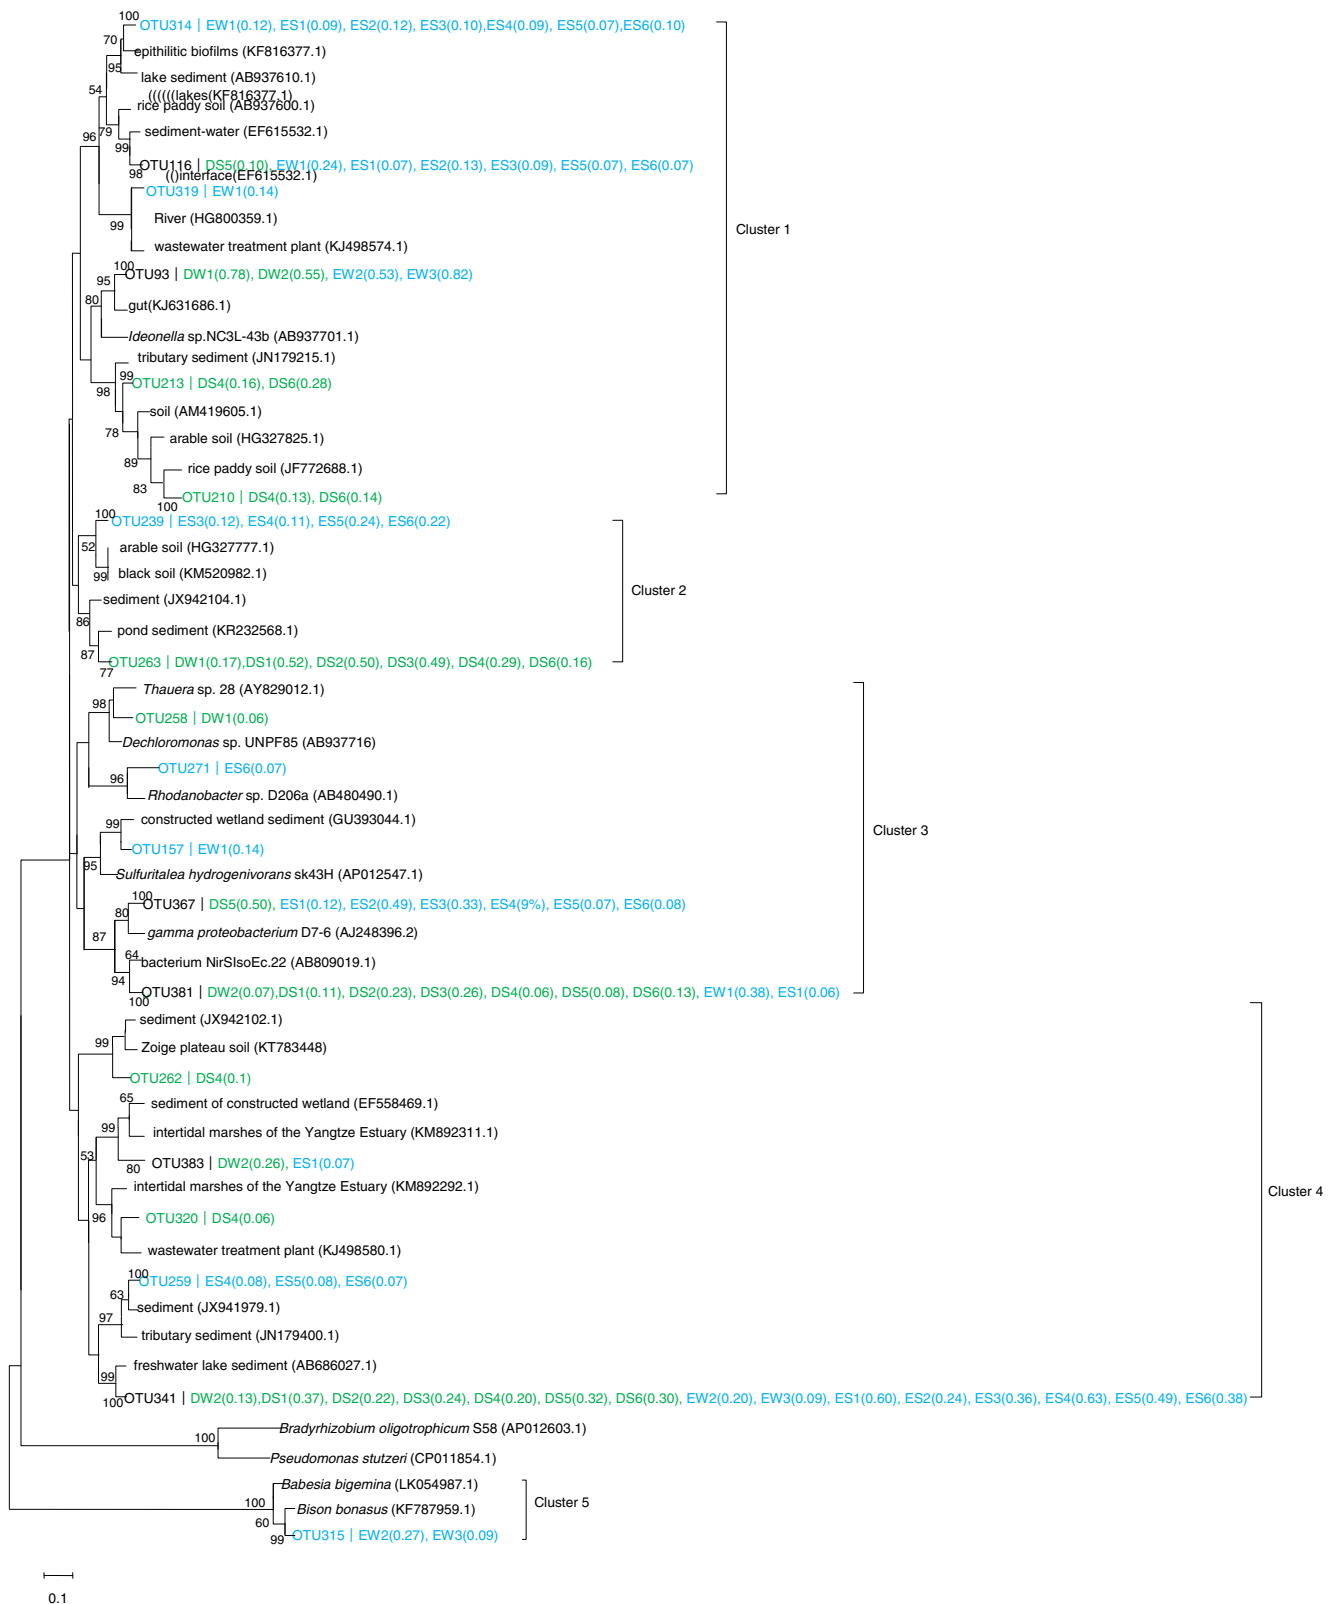 100
OTU314 | EW1(0.12), ES1(0.09), ES2(0.12), ES3(0.10),ES4(0.09), ES5(0.07),ES6(0.10)
70
epithilitic biofilms (KF816377.1)
95
lake sediment (AB937610.1)
54
((((((lakes(KF816377.1)
rice paddy soil (AB937600.1)
79
sediment-water (EF615532.1)
96
99
OTU116 | DS5(0.10), EW1(0.24), ES1(0.07), ES2(0.13), ES3(0.09), ES5(0.07), ES6(0.07)
98
(()interface(EF615532.1)
OTU319 | EW1(0.14)
River (HG800359.1)
99
Cluster 1
wastewater treatment plant (KJ498574.1)
100
OTU93 | DW1(0.78), DW2(0.55), EW2(0.53), EW3(0.82)
95
80
gut(KJ631686.1)
Ideonella sp.NC3L-43b (AB937701.1)
tributary sediment (JN179215.1)
99
OTU213 | DS4(0.16), DS6(0.28)
98
soil (AM419605.1)
78
arable soil (HG327825.1)
89
rice paddy soil (JF772688.1)
83
OTU210 | DS4(0.13), DS6(0.14)
100
100
OTU239 | ES3(0.12), ES4(0.11), ES5(0.24), ES6(0.22)
52
arable soil (HG327777.1)
99
black soil (KM520982.1)
Cluster 2
sediment (JX942104.1)
86
pond sediment (KR232568.1)
87
OTU263 | DW1(0.17),DS1(0.52), DS2(0.50), DS3(0.49), DS4(0.29), DS6(0.16)
77
Thauera sp. 28 (AY829012.1)
98
OTU258 | DW1(0.06)
Dechloromonas sp. UNPF85 (AB937716)
OTU271 | ES6(0.07)
96
Rhodanobacter sp. D206a (AB480490.1)
constructed wetland sediment (GU393044.1)
99
Cluster 3
OTU157 | EW1(0.14)
95
Sulfuritalea hydrogenivorans sk43H (AP012547.1)
100
OTU367 | DS5(0.50), ES1(0.12), ES2(0.49), ES3(0.33), ES4(9%), ES5(0.07), ES6(0.08)
80
gamma proteobacterium D7-6 (AJ248396.2)
87
64
bacterium NirSIsoEc.22 (AB809019.1)
94
OTU381 | DW2(0.07),DS1(0.11), DS2(0.23), DS3(0.26), DS4(0.06), DS5(0.08), DS6(0.13), EW1(0.38), ES1(0.06)
100
sediment (JX942102.1)
99
Zoige plateau soil (KT783448)
OTU262 | DS4(0.1)
65
sediment of constructed wetland (EF558469.1)
99
intertidal marshes of the Yangtze Estuary (KM892311.1)
53
80
OTU383 | DW2(0.26), ES1(0.07)
intertidal marshes of the Yangtze Estuary (KM892292.1)
Cluster 4
96
OTU320 | DS4(0.06)
wastewater treatment plant (KJ498580.1)
100
OTU259 | ES4(0.08), ES5(0.08), ES6(0.07)
63
sediment (JX941979.1)
97
tributary sediment (JN179400.1)
freshwater lake sediment (AB686027.1)
99
100
OTU341 | DW2(0.13),DS1(0.37), DS2(0.22), DS3(0.24), DS4(0.20), DS5(0.32), DS6(0.30), EW2(0.20), EW3(0.09), ES1(0.60), ES2(0.24), ES3(0.36), ES4(0.63), ES5(0.49), ES6(0.38)
Bradyrhizobium oligotrophicum S58 (AP012603.1)
100
Pseudomonas stutzeri (CP011854.1)
Babesia bigemina (LK054987.1)
100
Cluster 5
Bison bonasus (KF787959.1)
60
99
OTU315 | EW2(0.27), EW3(0.09)
0.1